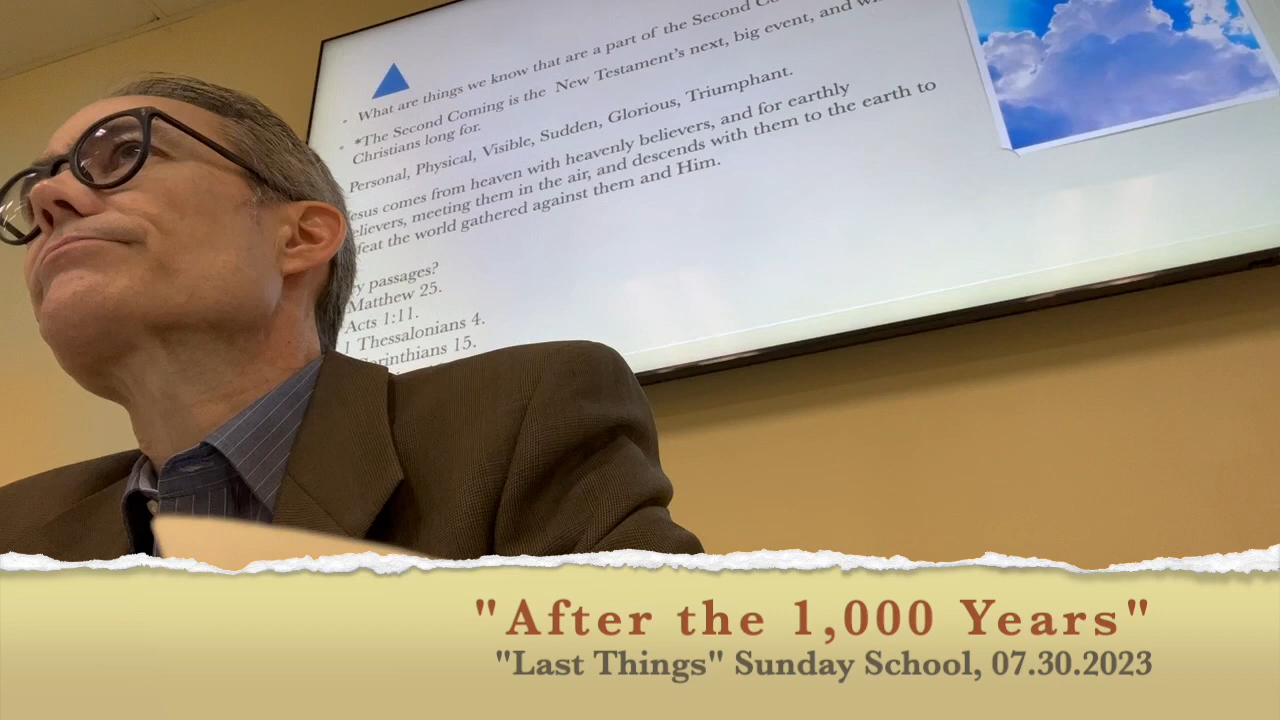 What are things we know that are a part of the Second
*The Second Coming is the New Testament's next, big event, and
Christians long for.
Personal, Physical, Visible, Sudden, Glorious, Triumphant.
esus comes from heaven with heavenly believers, and for earthly
elievers, meeting them in the air, and descends with them to the earth to
feat the world gathered against them and Him.
y passages?
Matthew 25.
Acts 1:11.
1 Thessalonians 4.
orinthians 15.
"After the 1,000 Years"
"Last Things" Sunday School, 07.30.2023